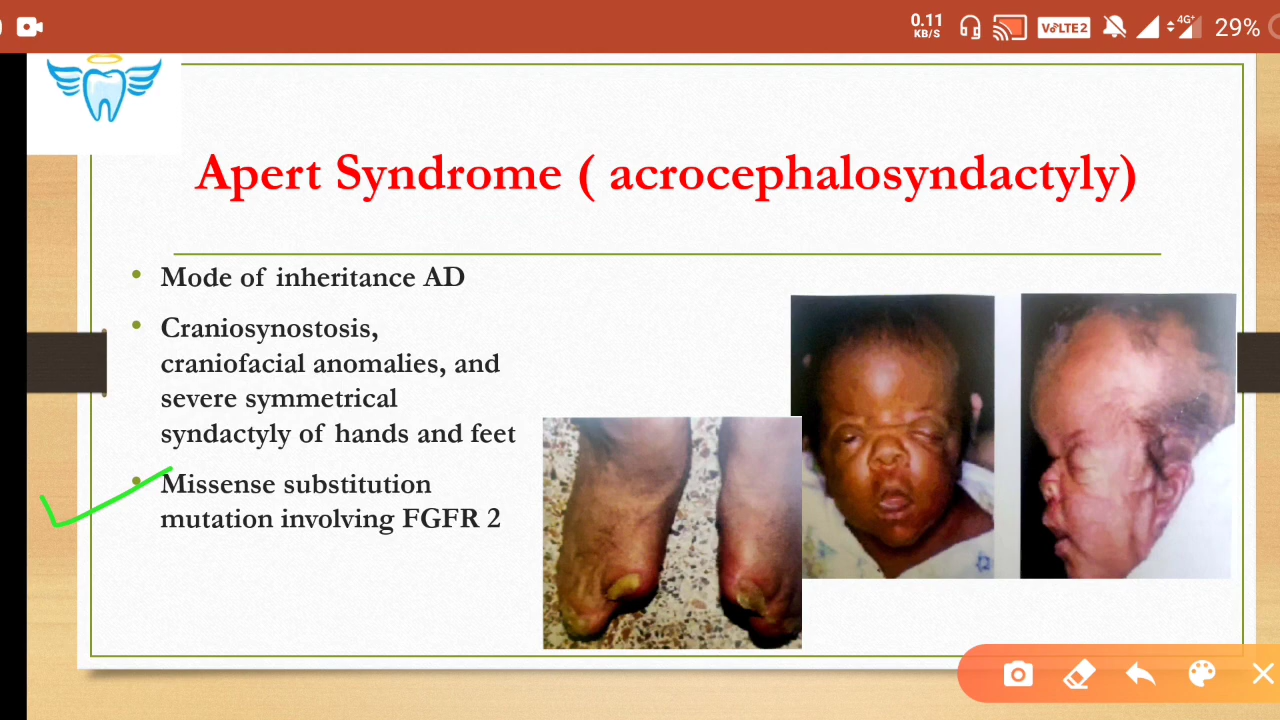 0.11
KB/S
VoLTE2
4G+
29%
Apert Syndrome ( acrocephalosyndactyly)
• Mode of inheritance AD
• Craniosynostosis,
craniofacial anomalies, and
severe symmetrical
syndactyly of hands and feet
• Missense substitution
mutation involving FGFR 2